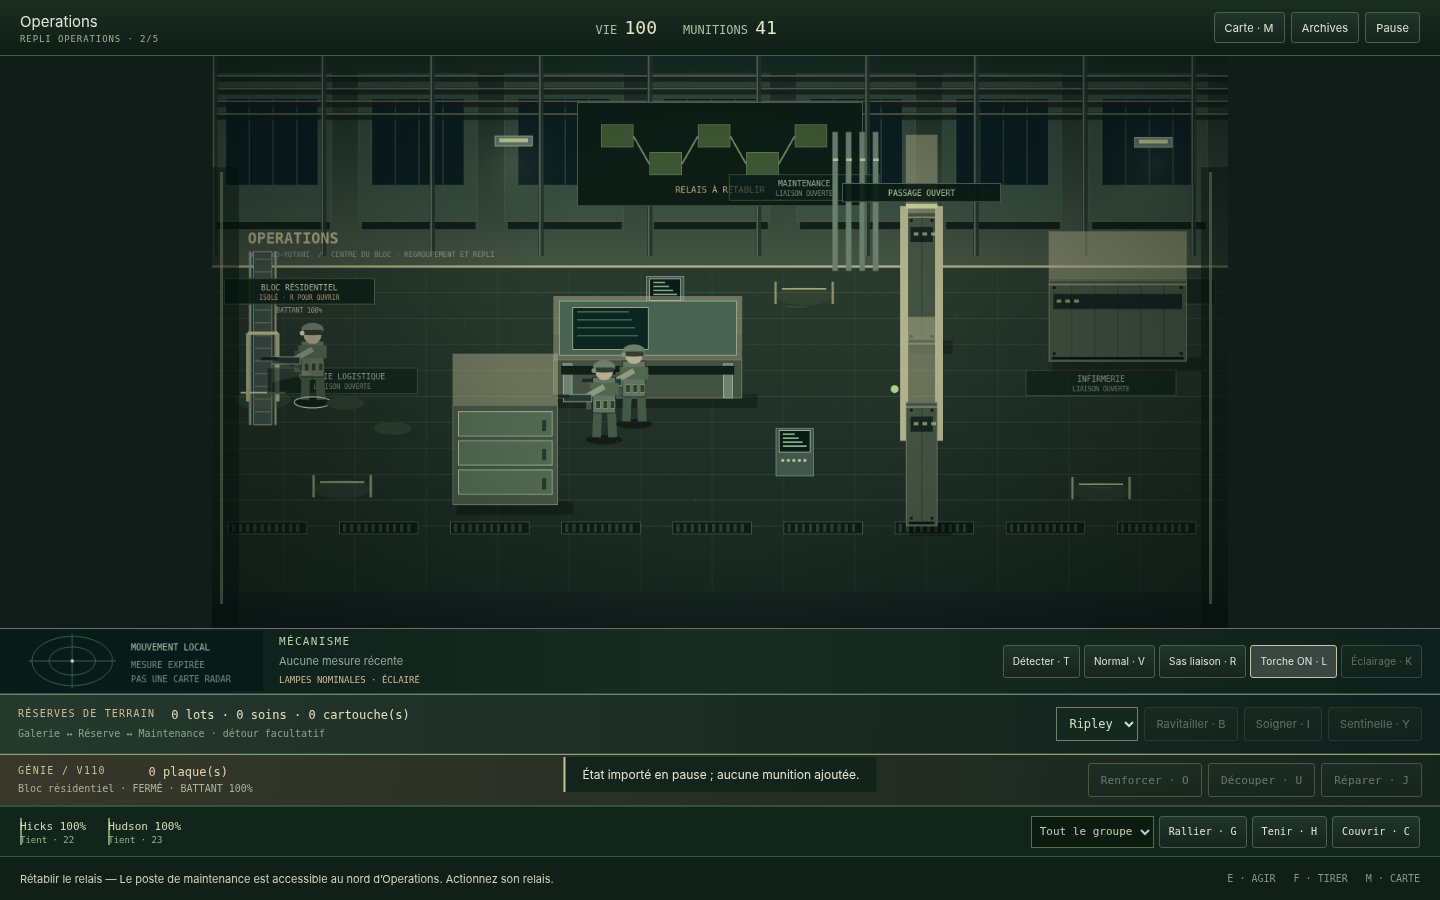 Operations
REPLI OPERATIONS · 2/5
VIE 100 MUNITIONS 41
Carte · M
Archives
Pause
RELAIS À RÉTABLIR
MAINTENANCE
LIAISON OUVERTE
PASSAGE OUVERT
OPERATIONS
CENTRE DU BLOC · REGROUPEMENT ET REPLI
BLOC RÉSIDENTIEL
ISOLÉ · R POUR OUVRIR
BATTANT 100%
LOGISTIQUE
OUVERTE
INFIRMERIE
LIAISON OUVERTE
MOUVEMENT LOCAL
MESURE EXPIRÉE
PAS UNE CARTE RADAR
MÉCANISME
Aucune mesure récente
LAMPES NOMINALES · ÉCLAIRÉ
Détecter · T
Normal · V
Sas liaison · R
Torche ON · L
Éclairage · K
RÉSERVES DE TERRAIN 0 lots · 0 soins · 0 cartouche(s)
Galerie ↔ Réserve ↔ Maintenance · détour facultatif
Ripley
Ravitailler · B
Soigner · I
Sentinelle · Y
GÉNIE / V110 0 plaque(s)
Bloc résidentiel · FERMÉ · BATTANT 100%
État importé en pause ; aucune munition ajoutée.
Renforcer · O
Découper · U
Réparer · J
Hicks 100%
Tient · 22
Hudson 100%
Tient · 23
Tout le groupe
Rallier · G
Tenir · H
Couvrir · C
Rétablir le relais — Le poste de maintenance est accessible au nord d’Operations. Actionnez son relais.
E · AGIR F · TIRER M · CARTE